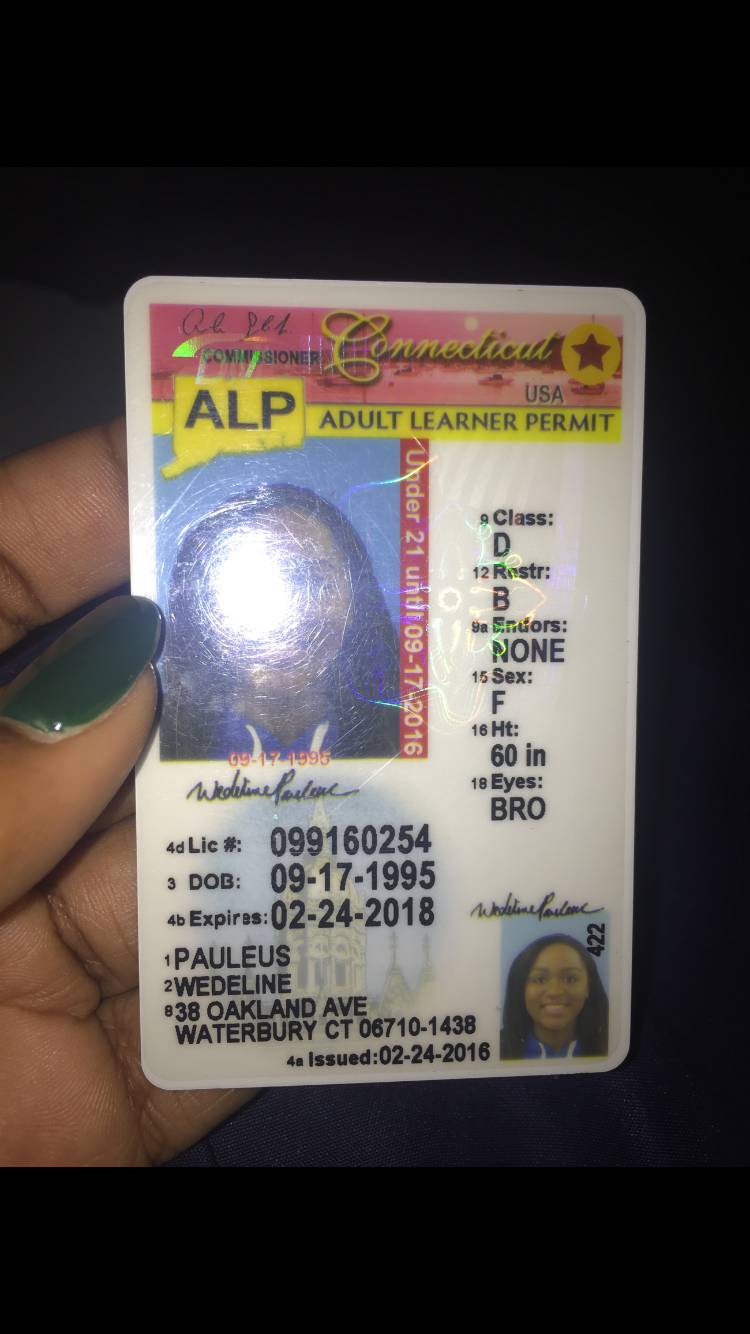 COMMISSIONER
Connecticut
USA
ALP
ADULT LEARNER PERMIT
Under 21 until 09-17-2016
09-17-1995
Wedeline Pauleus
9 Class:
D
12 Restr:
B
9a Endors:
NONE
15 Sex:
F
16 Ht:
60 in
18 Eyes:
BRO
4d Lic #: 099160254
3 DOB: 09-17-1995
4b Expires: 02-24-2018
1 PAULEUS
2 WEDELINE
8 38 OAKLAND AVE
WATERBURY CT 06710-1438
4a Issued: 02-24-2016
Wedeline Pauleus
422